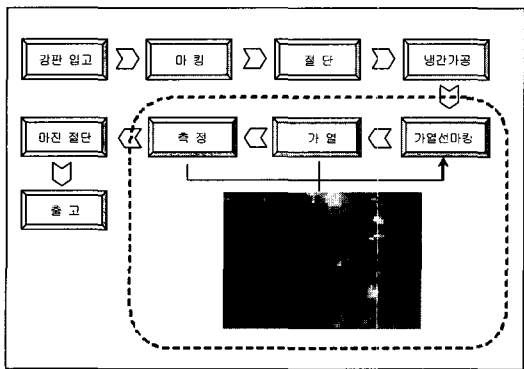 강판 입고
마 킹
절 단
냉간가공
가열선마킹
가 열
측 정
마진 절단
출 고